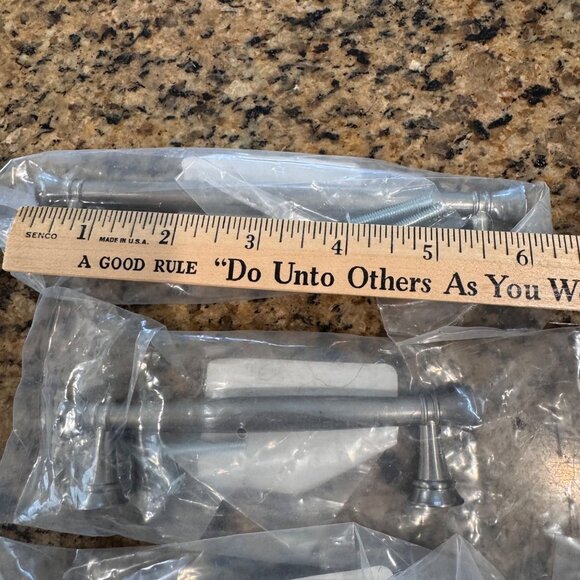 1 2 3 4 5 6
SENCO MADE IN U.S.A.
A GOOD RULE "Do Unto Others As You W